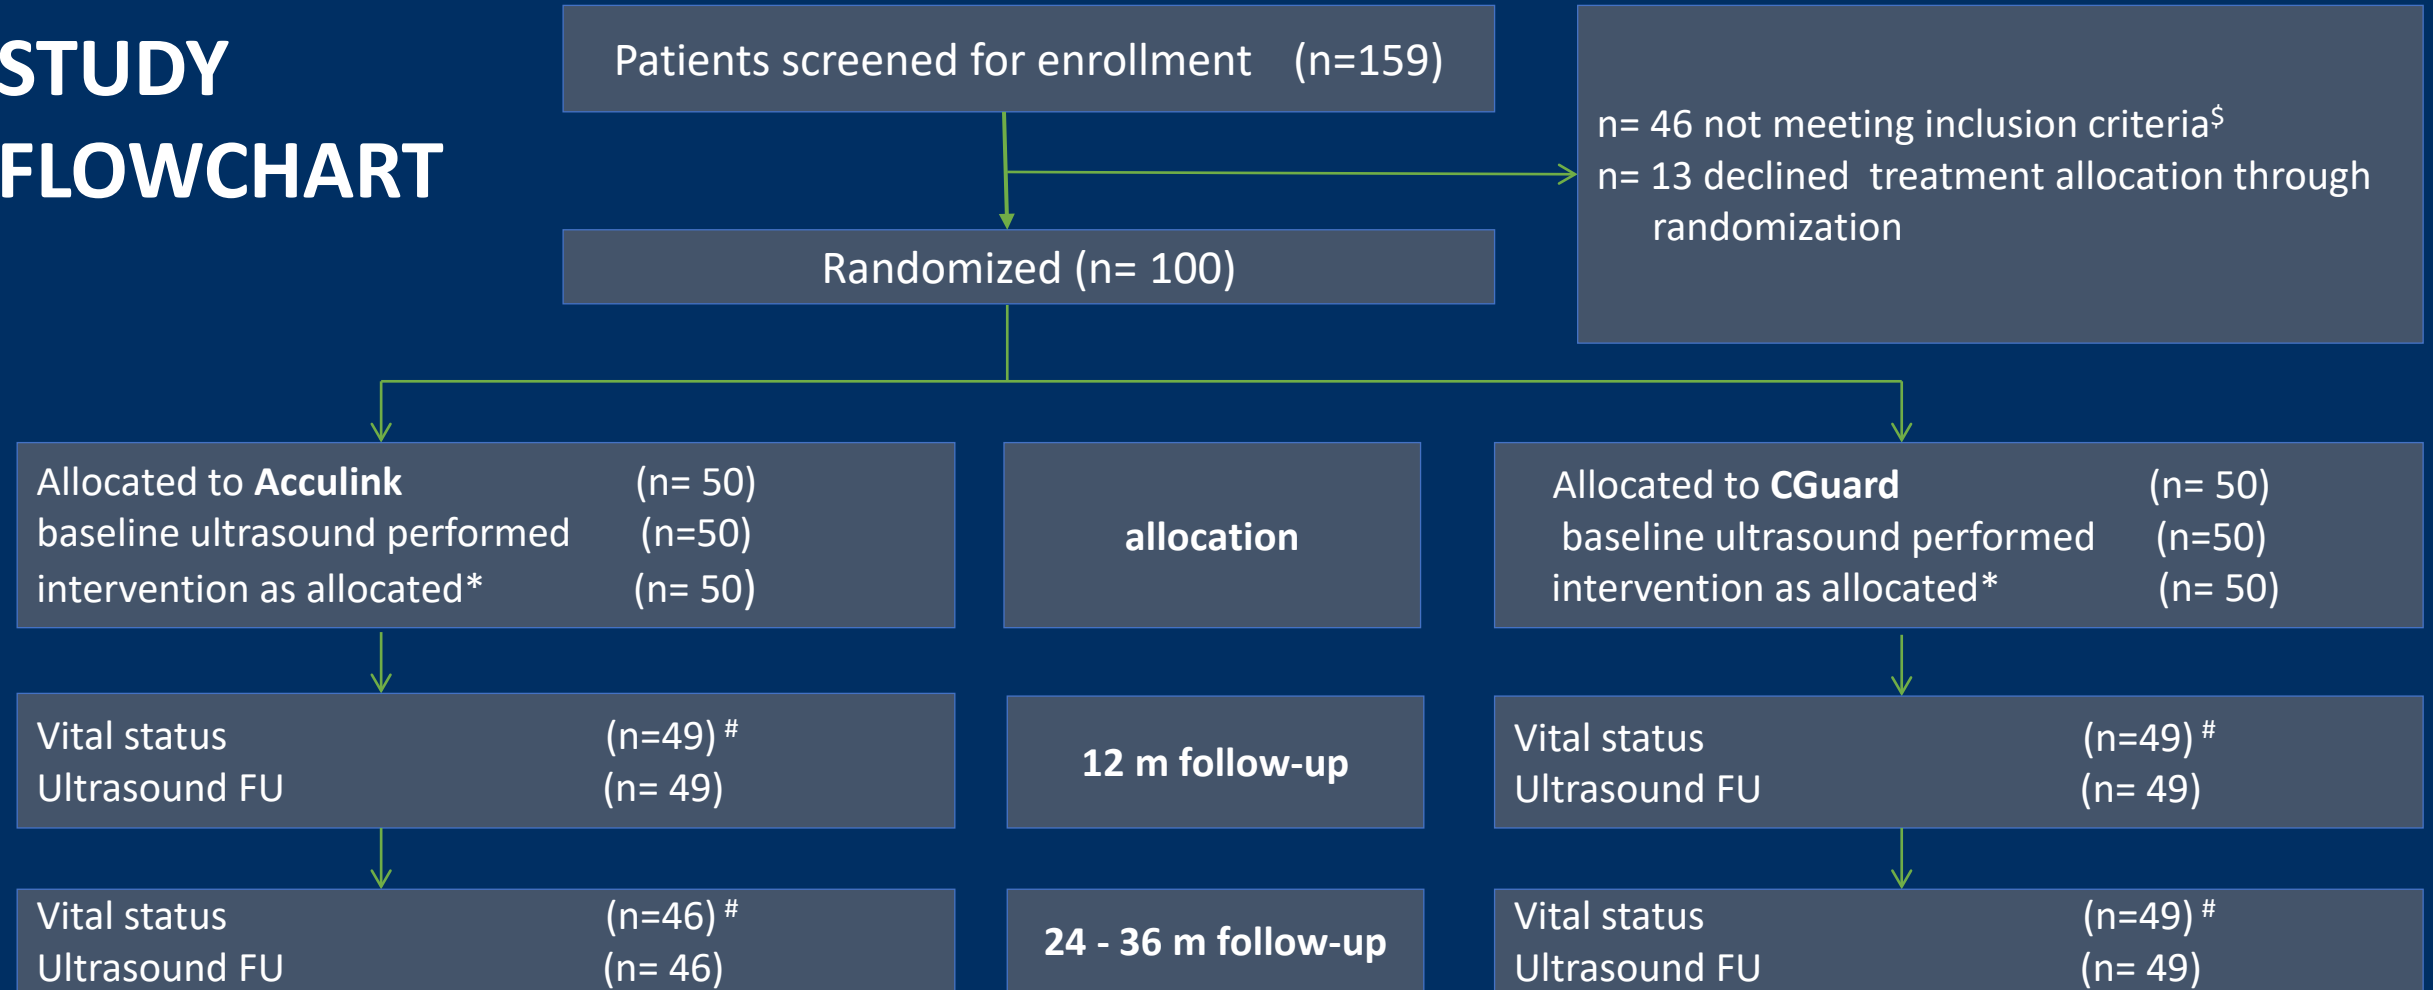 STUDY
FLOWCHART
Patients screened for enrollment (n=159)
n= 46 not meeting inclusion criteria$
n= 13 declined treatment allocation through
randomization
Randomized (n= 100)
Allocated to Acculink (n= 50)
baseline ultrasound performed (n=50)
intervention as allocated* (n= 50)
allocation
Allocated to CGuard (n= 50)
baseline ultrasound performed (n=50)
intervention as allocated* (n= 50)
Vital status (n=49) #
Ultrasound FU (n= 49)
12 m follow-up
Vital status (n=49) #
Ultrasound FU (n= 49)
Vital status (n=46) #
Ultrasound FU (n= 46)
24 - 36 m follow-up
Vital status (n=49) #
Ultrasound FU (n= 49)